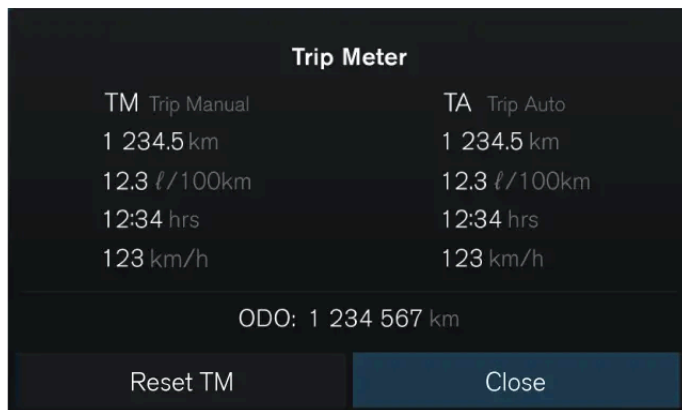 Trip Meter
TM Trip Manual TA Trip Auto
1 234.5 km 1 234.5 km
12.3 ℓ/100km 12.3 ℓ/100km
12:34 hrs 12:34 hrs
123 km/h 123 km/h
ODO: 1 234 567 km
Reset TM Close